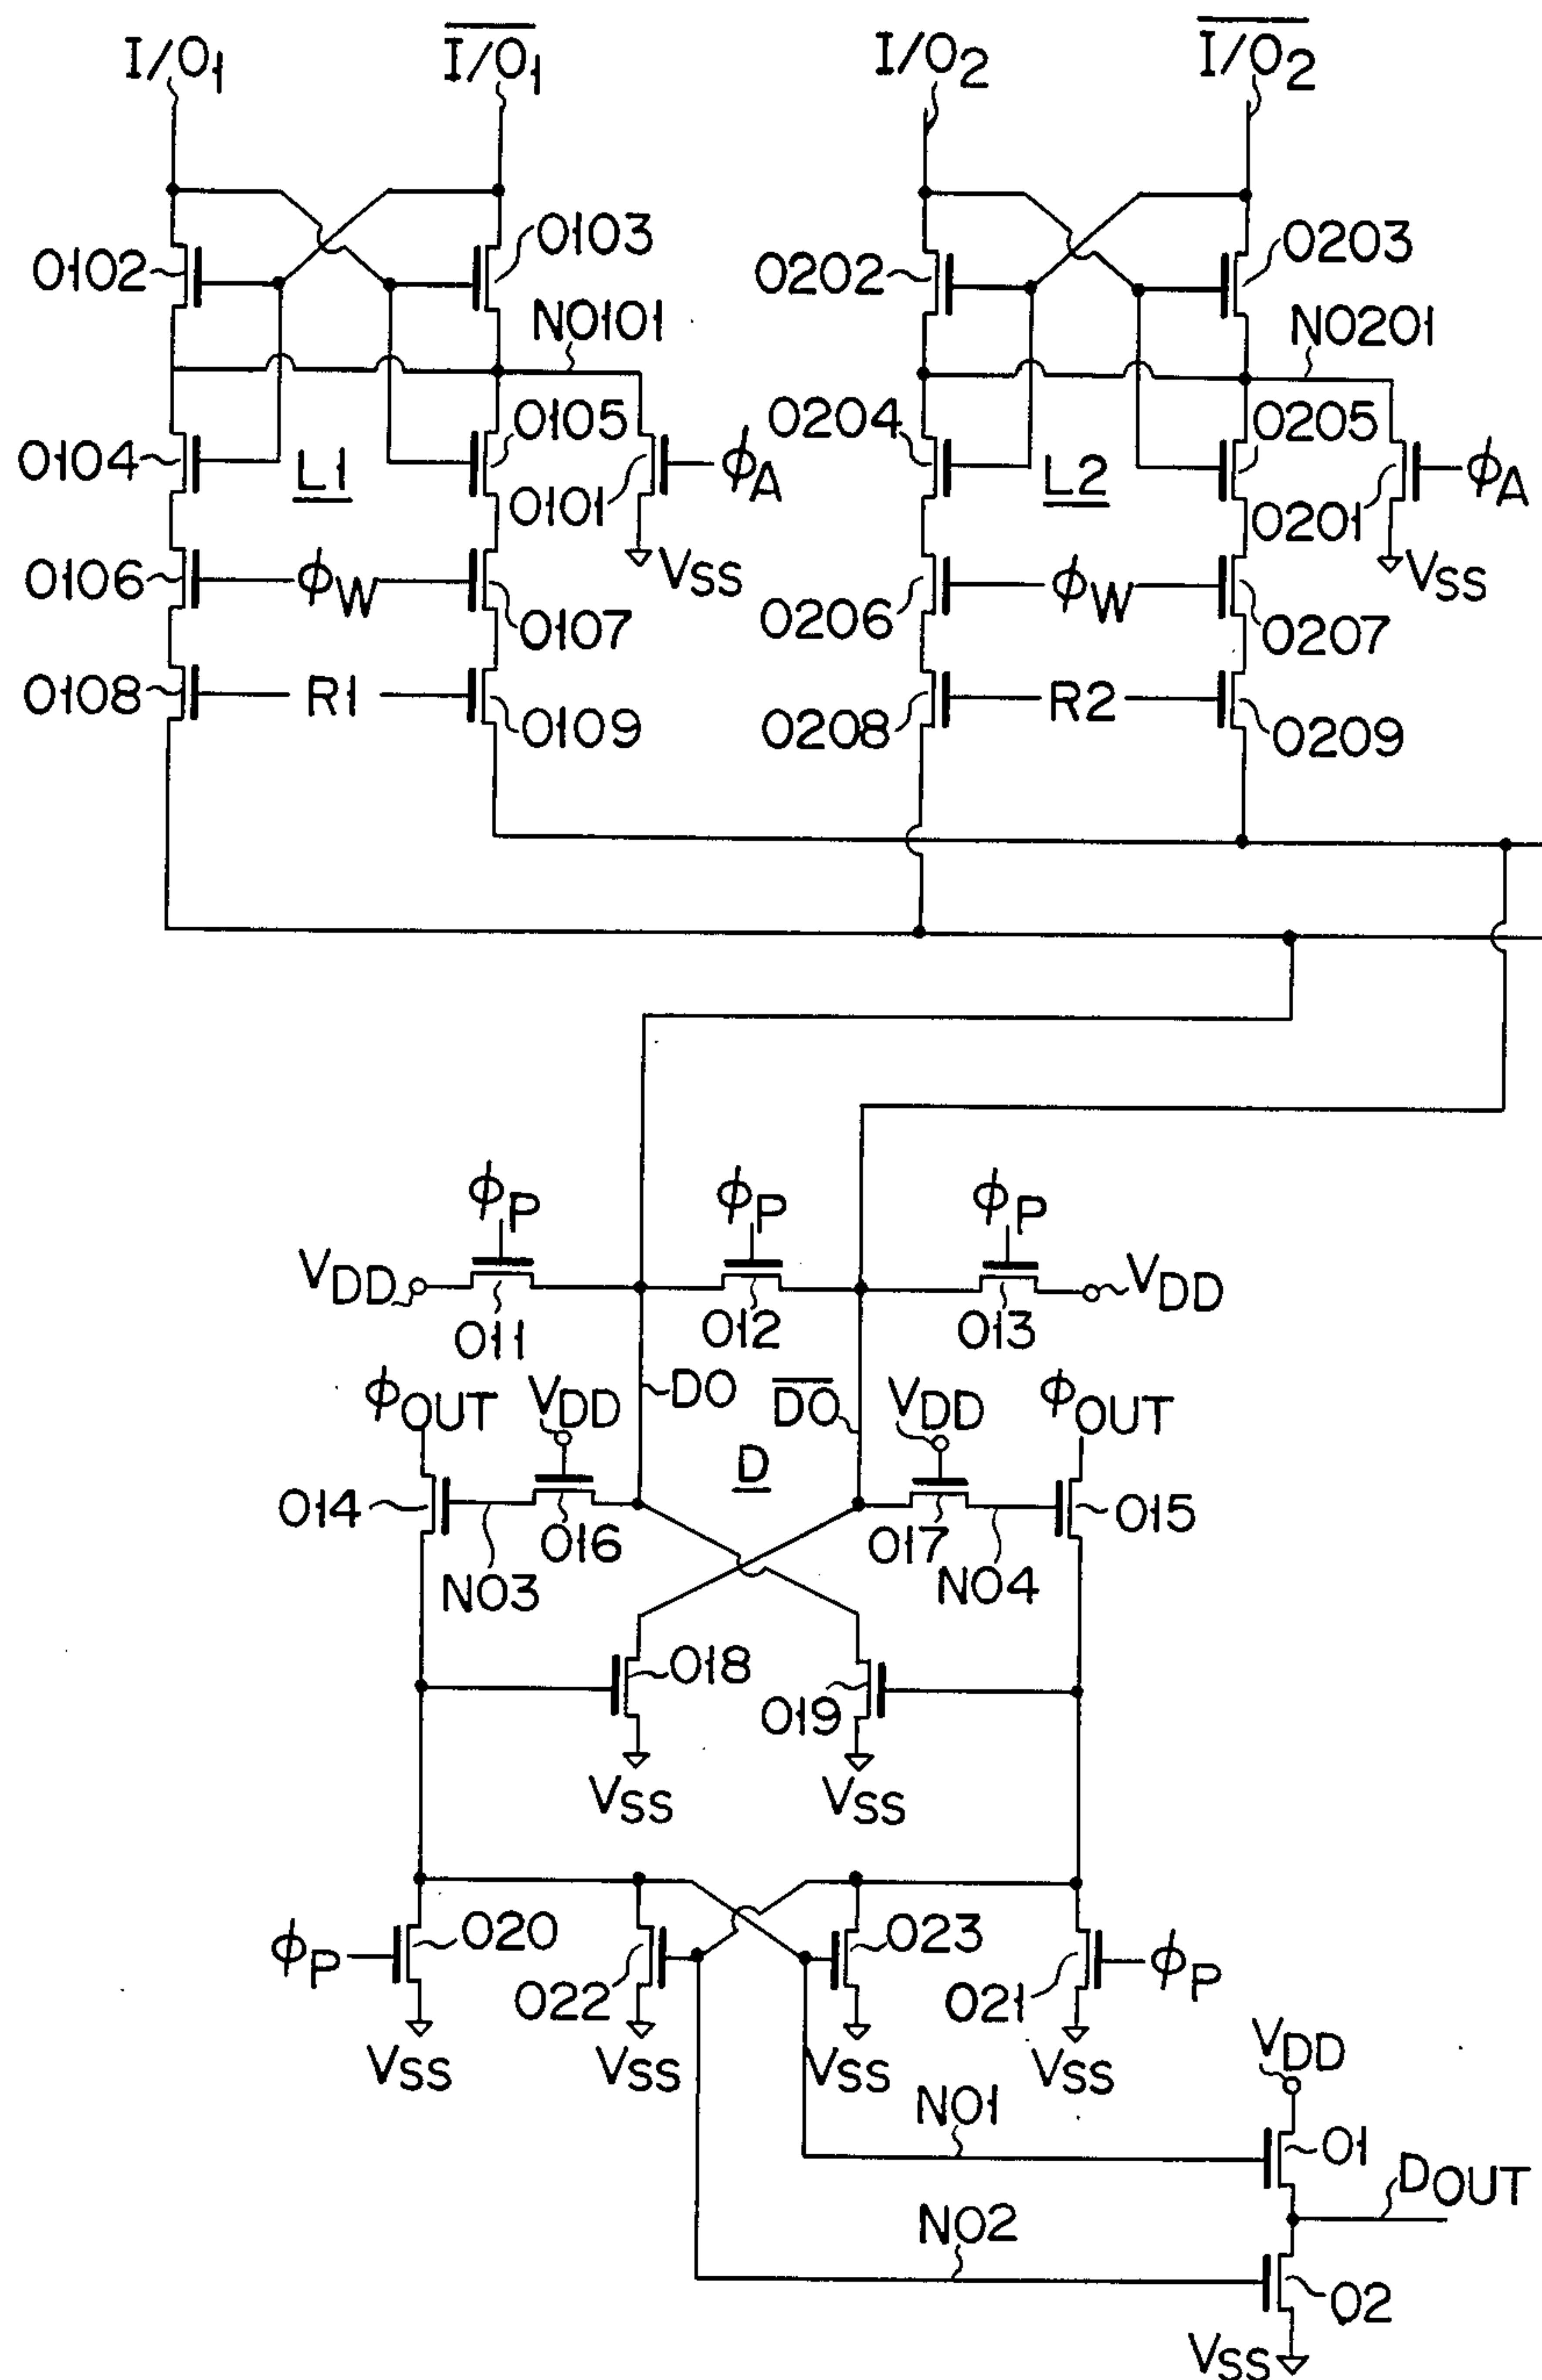 I/O₁ I̅/̅O̅₁ I/O₂ I̅/̅O̅₂
0102 0103 0202 0203
N0101 N0201
0104 L1 0105 0101 ϕA 0204 L2 0205 0201 ϕA
0106 ϕW 0107 VSS 0206 ϕW 0207 VSS
0108 R1 0109 0208 R2 0209
ϕP ϕP ϕP
VDD 011 012 013 VDD
ϕOUT VDD DO D̅O̅ VDD ϕOUT
D
014 016 017 015
N03 N04
018 019
VSS VSS
ϕP 020 022 023 021 ϕP
VSS VSS VSS VSS
VDD
N01 01
DOUT
N02 02
VSS